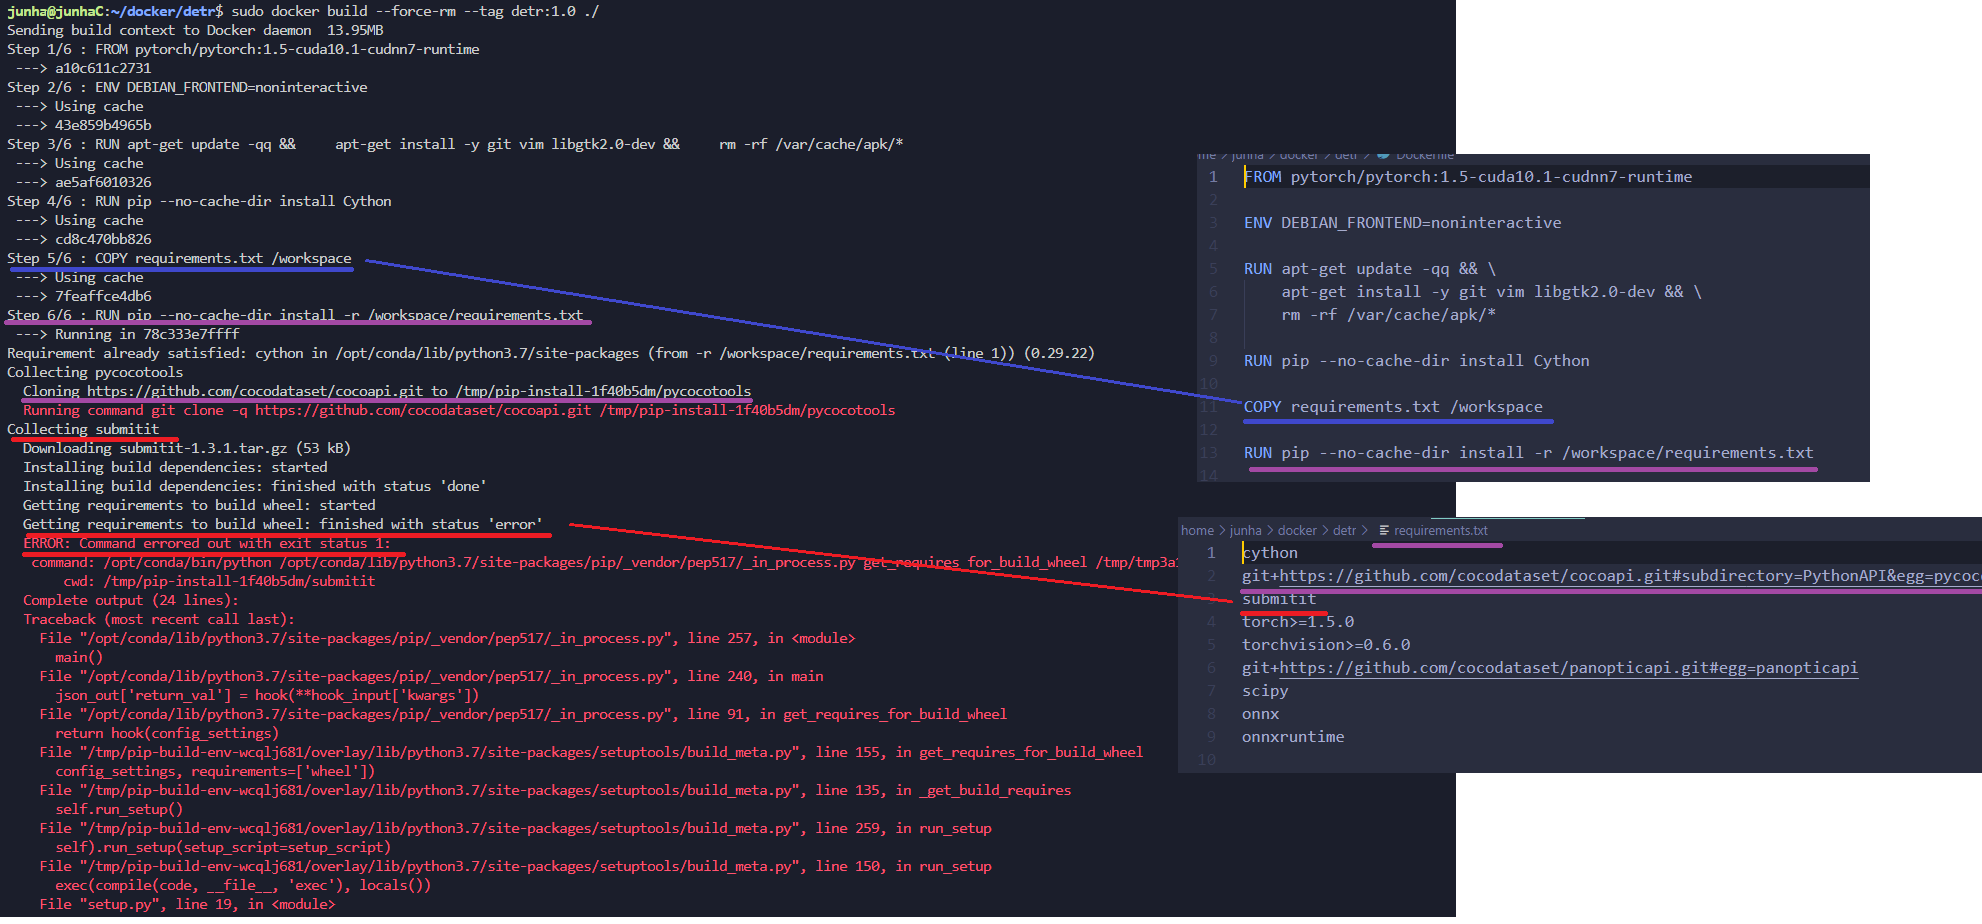 junha@junhaC:~/docker/detr$ sudo docker build --force-rm --tag detr:1.0 ./
Sending build context to Docker daemon  13.95MB
Step 1/6 : FROM pytorch/pytorch:1.5-cuda10.1-cudnn7-runtime
 ---> a10c611c2731
Step 2/6 : ENV DEBIAN_FRONTEND=noninteractive
 ---> Using cache
 ---> 43e859b4965b
Step 3/6 : RUN apt-get update -qq &&     apt-get install -y git vim libgtk2.0-dev &&     rm -rf /var/cache/apk/*
 ---> Using cache
 ---> ae5af6010326
Step 4/6 : RUN pip --no-cache-dir install Cython
 ---> Using cache
 ---> cd8c470bb826
Step 5/6 : COPY requirements.txt /workspace
 ---> Using cache
 ---> 7feaffce4db6
Step 6/6 : RUN pip --no-cache-dir install -r /workspace/requirements.txt
 ---> Running in 78c333e7ffff
Requirement already satisfied: cython in /opt/conda/lib/python3.7/site-packages (from -r /workspace/requirements.txt (line 1)) (0.29.22)
Collecting pycocotools
  Cloning https://github.com/cocodataset/cocoapi.git to /tmp/pip-install-1f40b5dm/pycocotools
  Running command git clone -q https://github.com/cocodataset/cocoapi.git /tmp/pip-install-1f40b5dm/pycocotools
Collecting submitit
  Downloading submitit-1.3.1.tar.gz (53 kB)
  Installing build dependencies: started
  Installing build dependencies: finished with status 'done'
  Getting requirements to build wheel: started
  Getting requirements to build wheel: finished with status 'error'
  ERROR: Command errored out with exit status 1:
   command: /opt/conda/bin/python /opt/conda/lib/python3.7/site-packages/pip/_vendor/pep517/_in_process.py get_requires_for_build_wheel /tmp/tmp3a
       cwd: /tmp/pip-install-1f40b5dm/submitit
  Complete output (24 lines):
  Traceback (most recent call last):
    File "/opt/conda/lib/python3.7/site-packages/pip/_vendor/pep517/_in_process.py", line 257, in <module>
      main()
    File "/opt/conda/lib/python3.7/site-packages/pip/_vendor/pep517/_in_process.py", line 240, in main
      json_out['return_val'] = hook(**hook_input['kwargs'])
    File "/opt/conda/lib/python3.7/site-packages/pip/_vendor/pep517/_in_process.py", line 91, in get_requires_for_build_wheel
      return hook(config_settings)
    File "/tmp/pip-build-env-wcqlj681/overlay/lib/python3.7/site-packages/setuptools/build_meta.py", line 155, in get_requires_for_build_wheel
      config_settings, requirements=['wheel'])
    File "/tmp/pip-build-env-wcqlj681/overlay/lib/python3.7/site-packages/setuptools/build_meta.py", line 135, in _get_build_requires
      self.run_setup()
    File "/tmp/pip-build-env-wcqlj681/overlay/lib/python3.7/site-packages/setuptools/build_meta.py", line 259, in run_setup
      self).run_setup(setup_script=setup_script)
    File "/tmp/pip-build-env-wcqlj681/overlay/lib/python3.7/site-packages/setuptools/build_meta.py", line 150, in run_setup
      exec(compile(code, __file__, 'exec'), locals())
    File "setup.py", line 19, in <module>
me > junha > docker > detr > Dockerfile
1 FROM pytorch/pytorch:1.5-cuda10.1-cudnn7-runtime
2
3 ENV DEBIAN_FRONTEND=noninteractive
4
5 RUN apt-get update -qq && \
6     apt-get install -y git vim libgtk2.0-dev && \
7     rm -rf /var/cache/apk/*
8
9 RUN pip --no-cache-dir install Cython
10
11 COPY requirements.txt /workspace
12
13 RUN pip --no-cache-dir install -r /workspace/requirements.txt
14
home > junha > docker > detr > requirements.txt
1 cython
2 git+https://github.com/cocodataset/cocoapi.git#subdirectory=PythonAPI&egg=pycoc
3 submitit
4 torch>=1.5.0
5 torchvision>=0.6.0
6 git+https://github.com/cocodataset/panopticapi.git#egg=panopticapi
7 scipy
8 onnx
9 onnxruntime
10